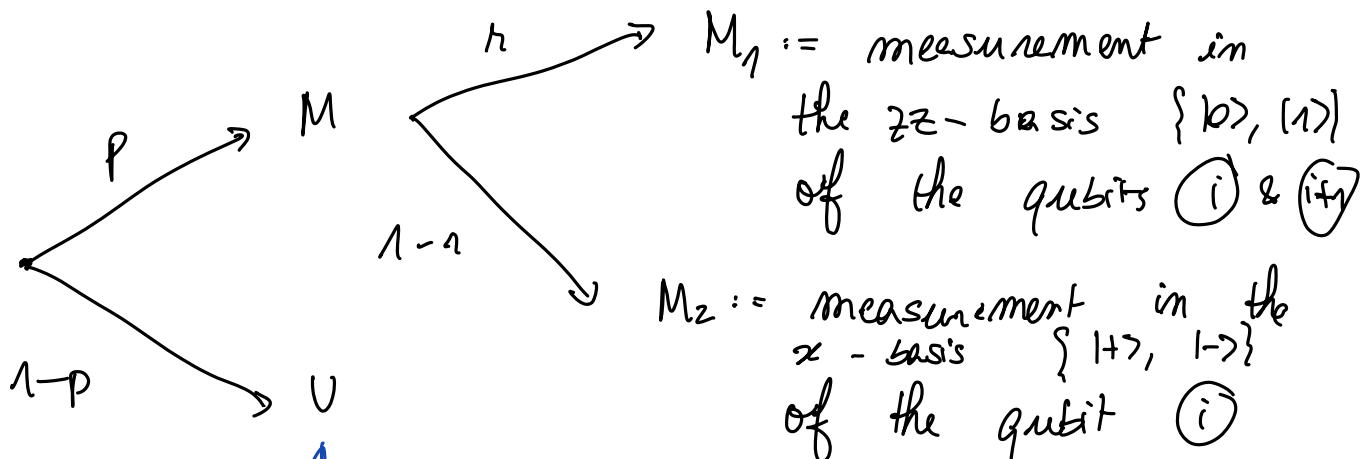 r
M₁ := measurement in
the zz-basis {|0>, |1>}
of the qubits i & i+1
M
p
1-r
M₂ := measurement in the
x-basis {|+>, |->}
of the qubit i
1-p
U